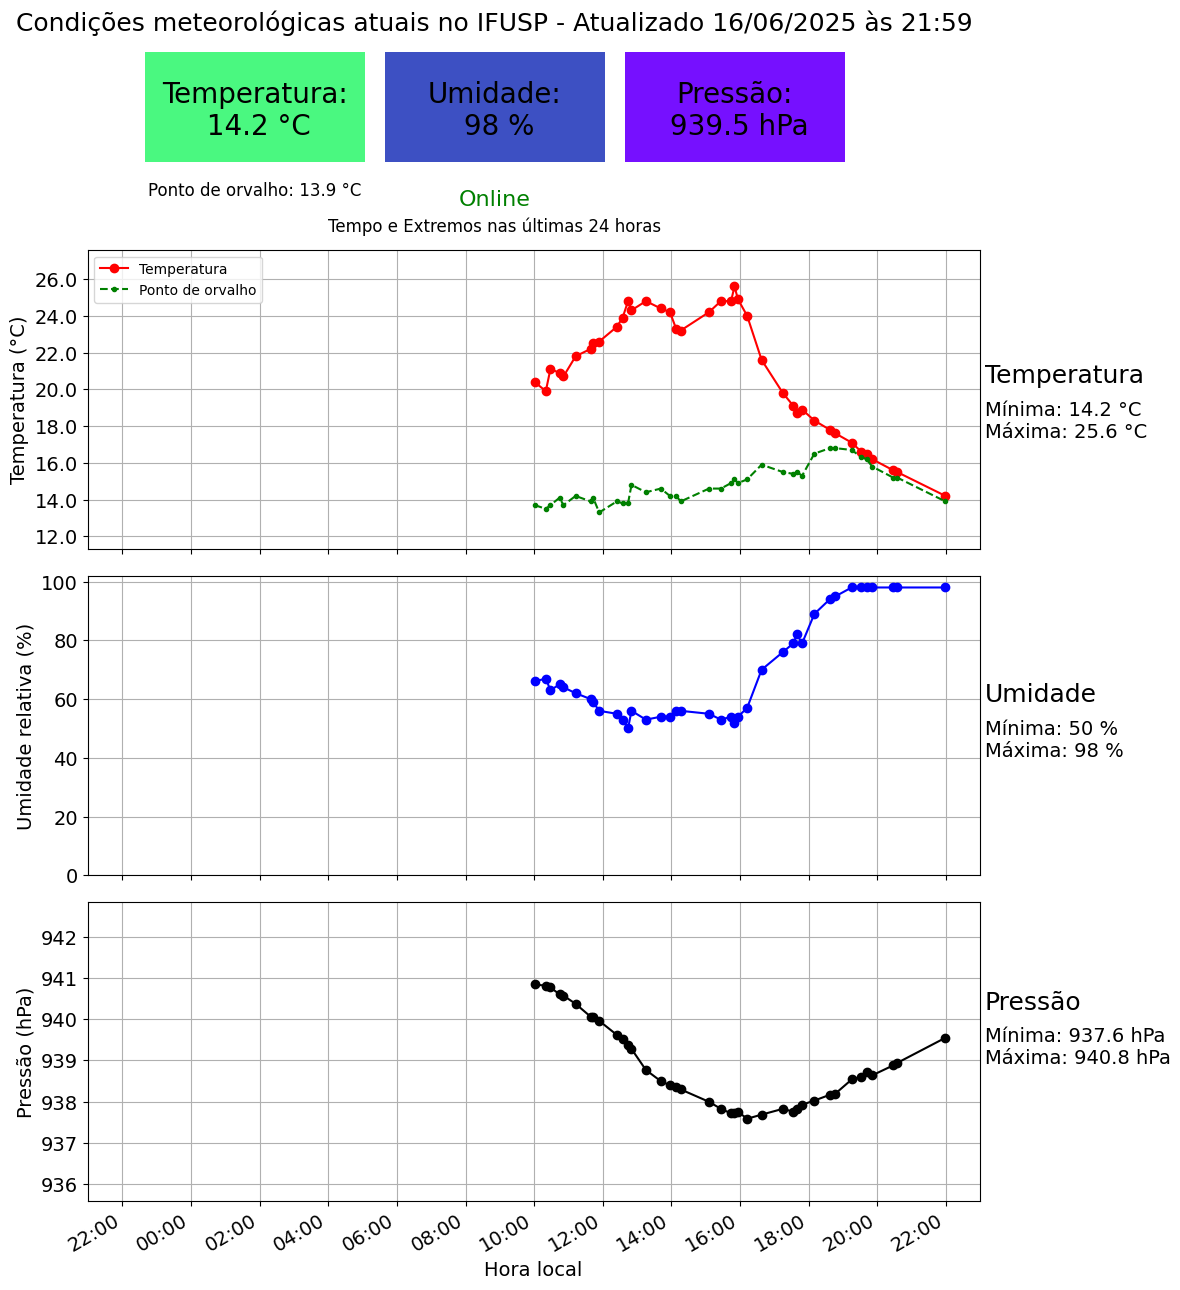 Condições meteorológicas atuais no IFUSP - Atualizado 16/06/2025 às 21:59
Temperatura:
14.2 °C
Umidade:
98 %
Pressão:
939.5 hPa
Ponto de orvalho: 13.9 °C
Online
Tempo e Extremos nas últimas 24 horas
Temperatura (°C)
26.0
24.0
22.0
20.0
18.0
16.0
14.0
12.0
Temperatura
Ponto de orvalho
Temperatura
Mínima: 14.2 °C
Máxima: 25.6 °C
Umidade relativa (%)
100
80
60
40
20
0
Umidade
Mínima: 50 %
Máxima: 98 %
Pressão (hPa)
942
941
940
939
938
937
936
Pressão
Mínima: 937.6 hPa
Máxima: 940.8 hPa
22:00 00:00 02:00 04:00 06:00 08:00 10:00 12:00 14:00 16:00 18:00 20:00 22:00
Hora local